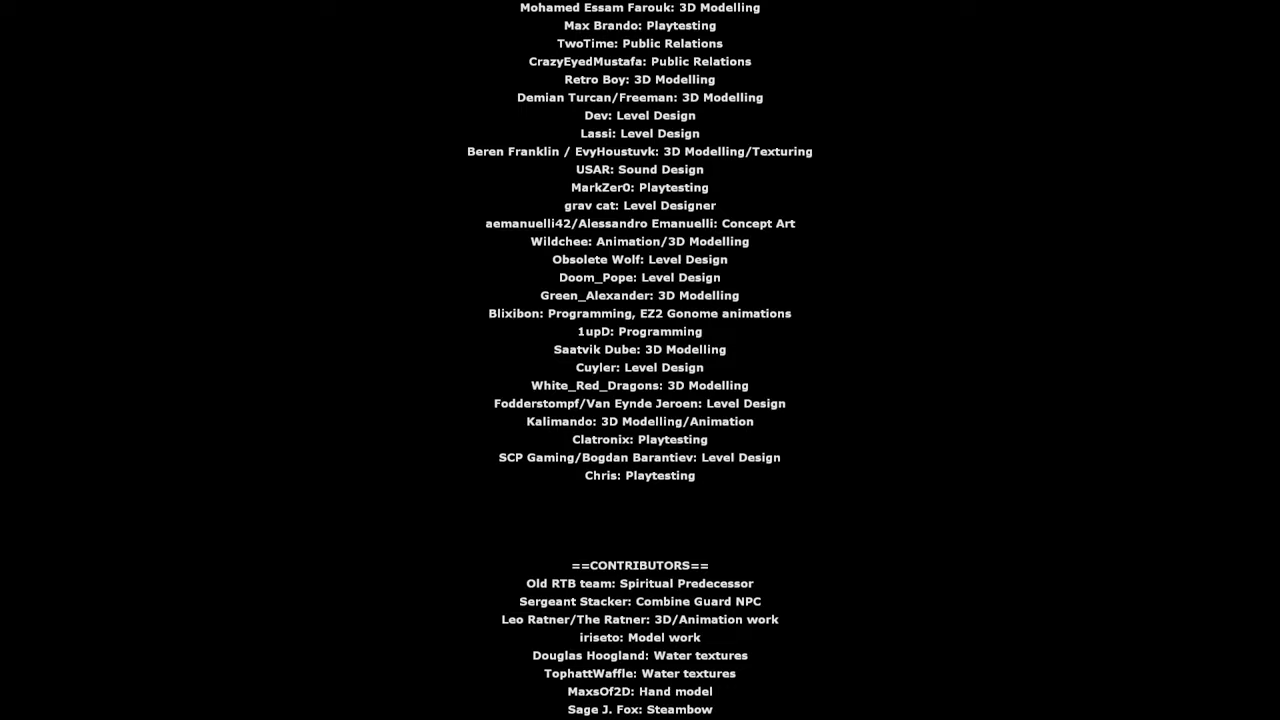 Mohamed Essam Farouk: 3D Modelling
Max Brando: Playtesting
TwoTime: Public Relations
CrazyEyedMustafa: Public Relations
Retro Boy: 3D Modelling
Demian Turcan/Freeman: 3D Modelling
Dev: Level Design
Lassi: Level Design
Beren Franklin / EvyHoustuvk: 3D Modelling/Texturing
USAR: Sound Design
MarkZer0: Playtesting
grav cat: Level Designer
aemanuelli42/Alessandro Emanuelli: Concept Art
Wildchee: Animation/3D Modelling
Obsolete Wolf: Level Design
Doom_Pope: Level Design
Green_Alexander: 3D Modelling
Blixibon: Programming, EZ2 Gonome animations
1upD: Programming
Saatvik Dube: 3D Modelling
Cuyler: Level Design
White_Red_Dragons: 3D Modelling
Fodderstompf/Van Eynde Jeroen: Level Design
Kalimando: 3D Modelling/Animation
Clatronix: Playtesting
SCP Gaming/Bogdan Barantiev: Level Design
Chris: Playtesting
==CONTRIBUTORS==
Old RTB team: Spiritual Predecessor
Sergeant Stacker: Combine Guard NPC
Leo Ratner/The Ratner: 3D/Animation work
iriseto: Model work
Douglas Hoogland: Water textures
TophattWaffle: Water textures
MaxsOf2D: Hand model
Sage J. Fox: Steambow